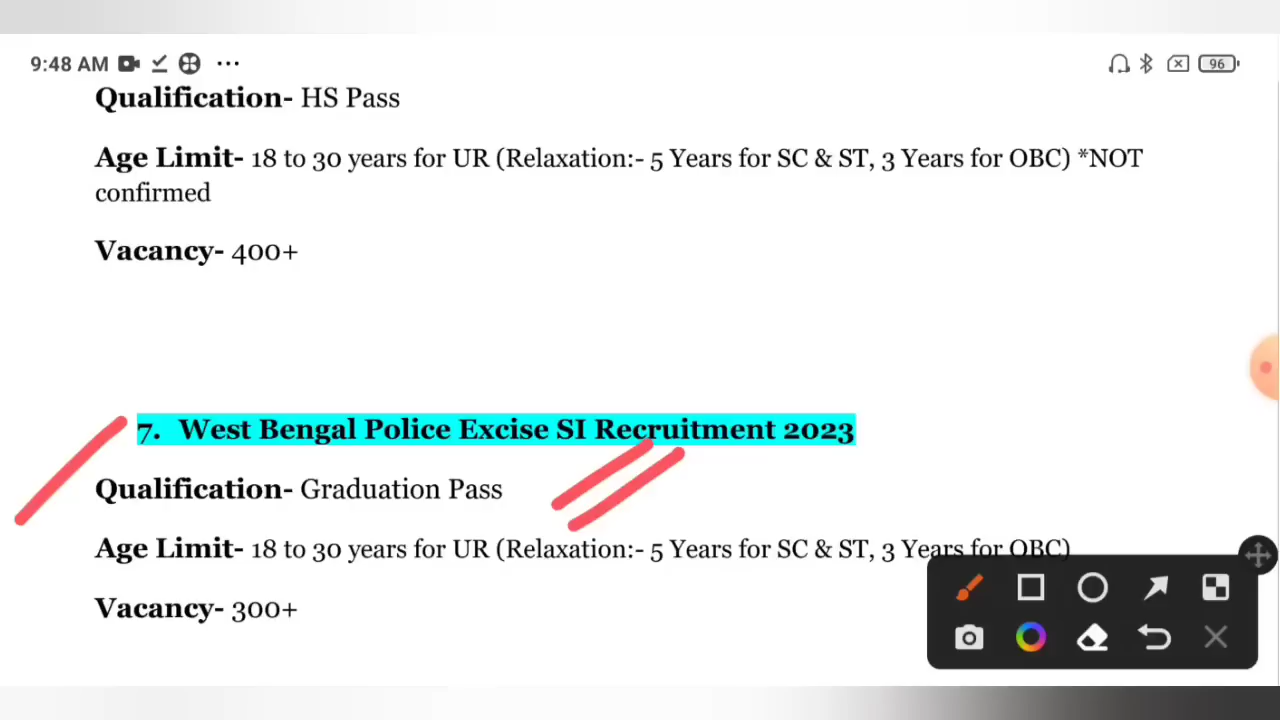 9:48 AM ... 96
Qualification- HS Pass
Age Limit- 18 to 30 years for UR (Relaxation:- 5 Years for SC & ST, 3 Years for OBC) *NOT
confirmed
Vacancy- 400+
7. West Bengal Police Excise SI Recruitment 2023
Qualification- Graduation Pass
Age Limit- 18 to 30 years for UR (Relaxation:- 5 Years for SC & ST, 3 Years for OBC)
Vacancy- 300+